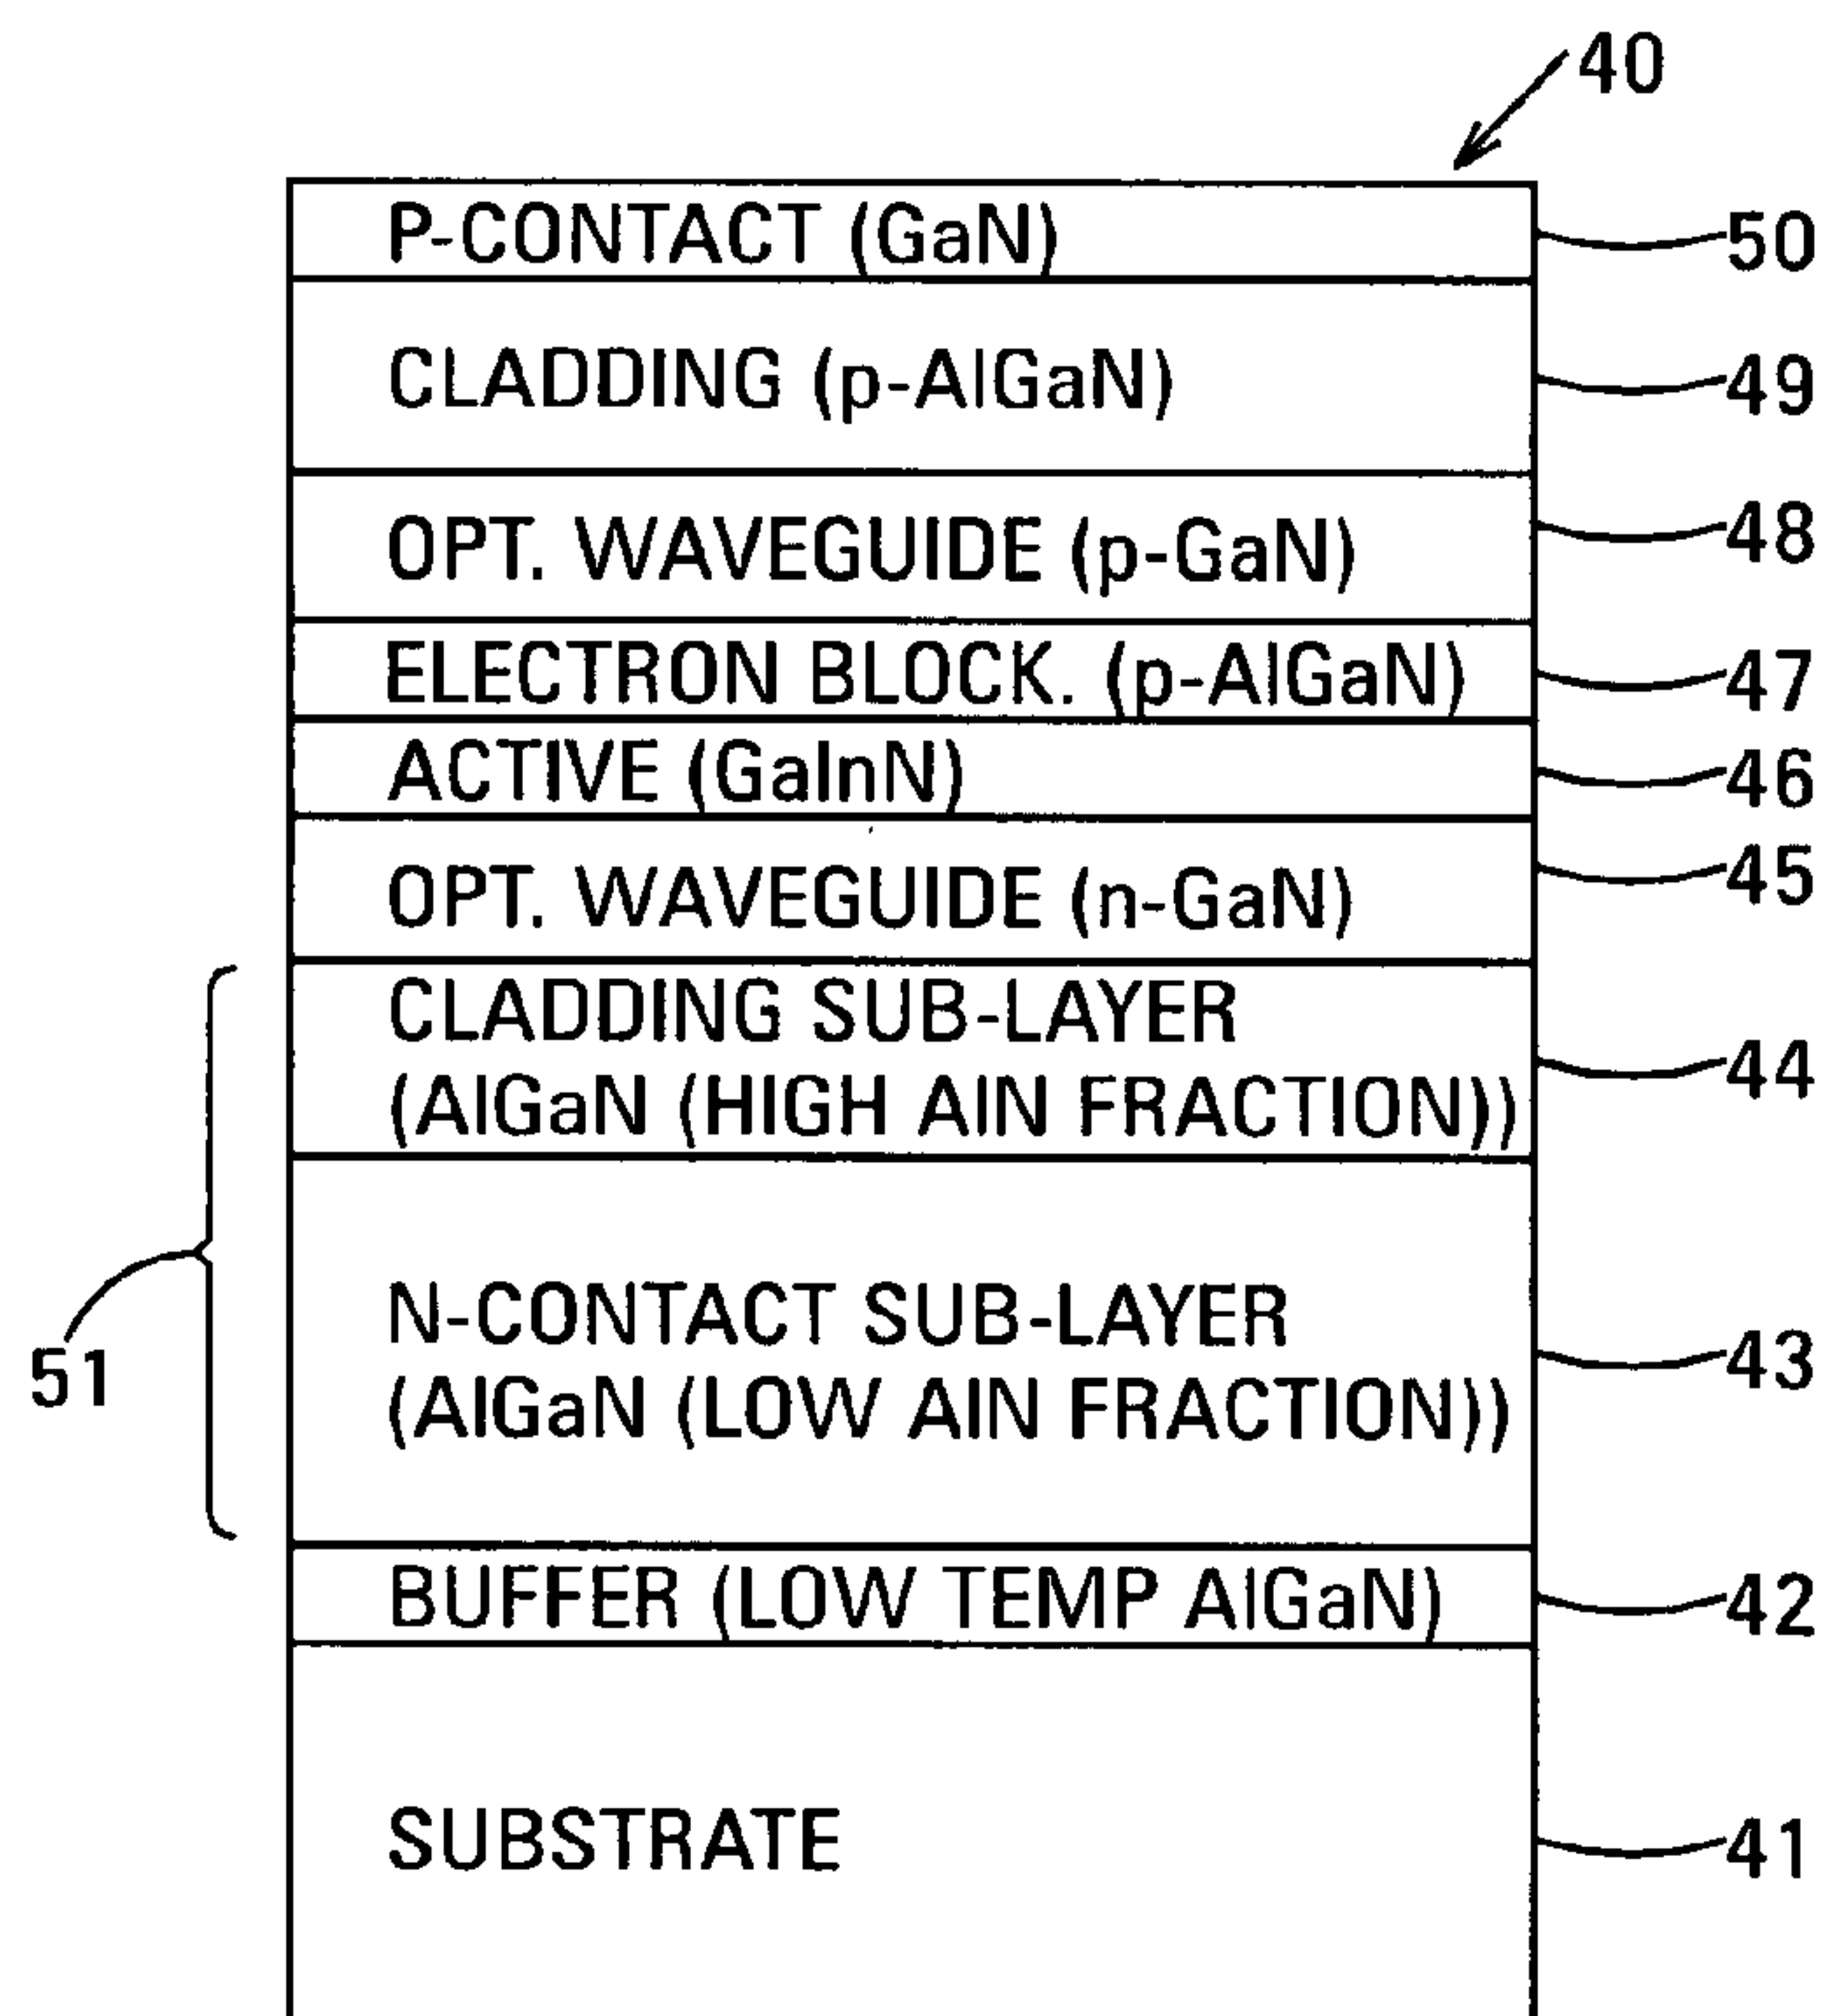 40
P-CONTACT (GaN) 50
CLADDING (p-AlGaN) 49
OPT. WAVEGUIDE (p-GaN) 48
ELECTRON BLOCK. (p-AlGaN) 47
ACTIVE (GaInN) 46
OPT. WAVEGUIDE (n-GaN) 45
CLADDING SUB-LAYER
(AlGaN (HIGH AlN FRACTION)) 44
N-CONTACT SUB-LAYER
(AlGaN (LOW AlN FRACTION)) 43
51
BUFFER (LOW TEMP AlGaN) 42
SUBSTRATE 41